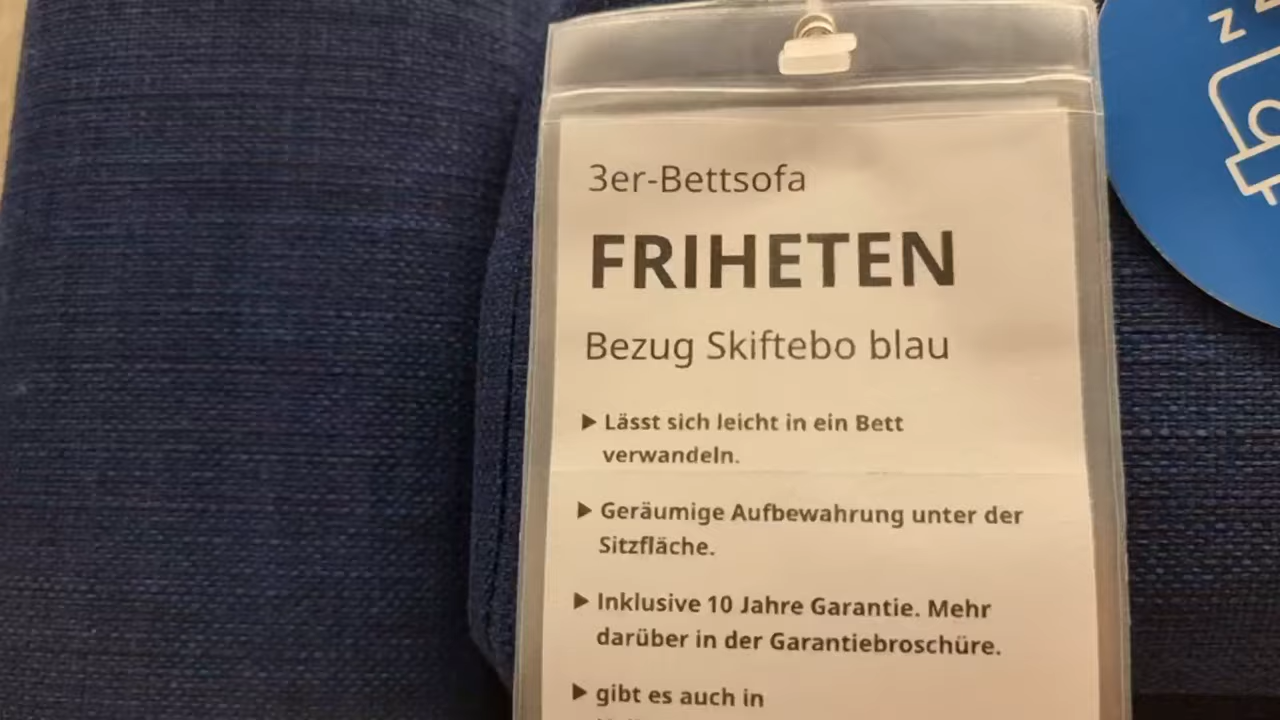 3er-Bettsofa
FRIHETEN
Bezug Skiftebo blau
▶ Lässt sich leicht in ein Bett
verwandeln.
▶ Geräumige Aufbewahrung unter der
Sitzfläche.
▶ Inklusive 10 Jahre Garantie. Mehr
darüber in der Garantiebroschüre.
▶ gibt es auch in
z z